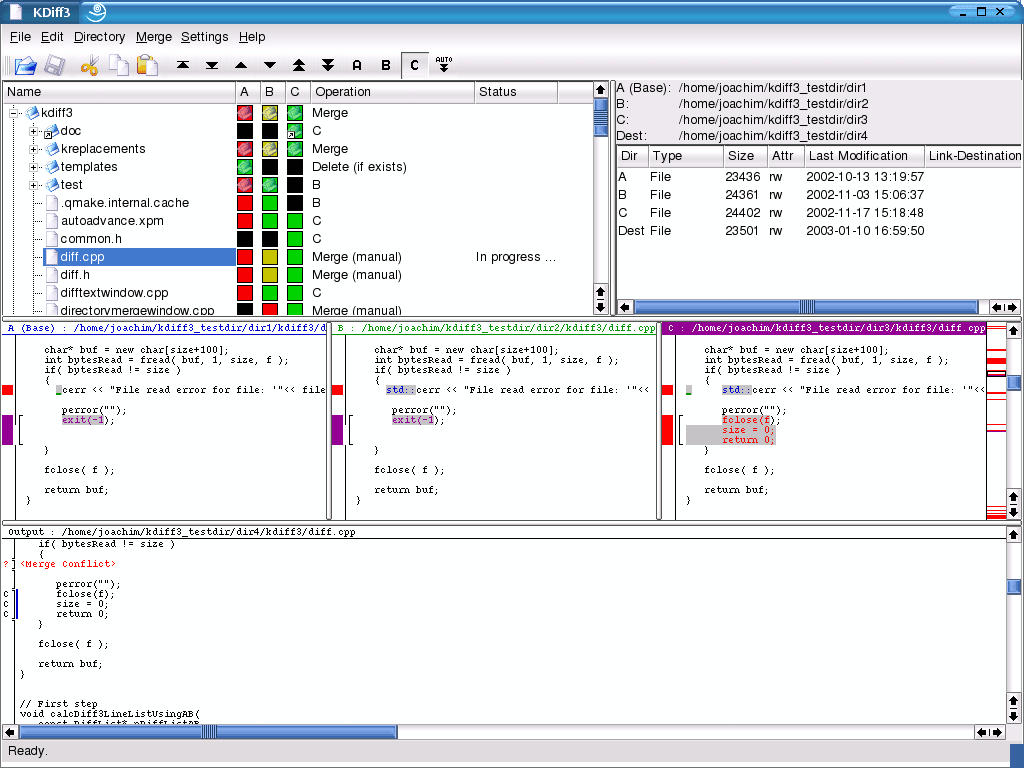 KDiff3
File Edit Directory Merge Settings Help
A B C AUTO
Name A B C Operation Status
kdiff3 Merge
doc C
kreplacements Merge
templates Delete (if exists)
test B
.qmake.internal.cache B
autoadvance.xpm C
common.h C
diff.cpp Merge (manual) In progress ...
diff.h Merge (manual)
difftextwindow.cpp C
directorymergewindow.cpp Merge (manual)
A (Base): /home/joachim/kdiff3_testdir/dir1
B: /home/joachim/kdiff3_testdir/dir2
C: /home/joachim/kdiff3_testdir/dir3
Dest: /home/joachim/kdiff3_testdir/dir4
Dir Type Size Attr Last Modification Link-Destination
A File 23436 rw 2002-10-13 13:19:57
B File 24361 rw 2002-11-03 15:06:37
C File 24402 rw 2002-11-17 15:18:48
Dest File 23501 rw 2003-01-10 16:59:50
A (Base) : /home/joachim/kdiff3_testdir/dir1/kdiff3/d
char* buf = new char[size+100];
int bytesRead = fread( buf, 1, size, f );
if( bytesRead != size )
{
_cerr << "File read error for file: '"<< file
perror("");
exit(-1);
}
fclose( f );
return buf;
}
B : /home/joachim/kdiff3_testdir/dir2/kdiff3/diff.cpp
char* buf = new char[size+100];
int bytesRead = fread( buf, 1, size, f );
if( bytesRead != size )
{
std::cerr << "File read error for file: '"<<
perror("");
exit(-1);
}
fclose( f );
return buf;
}
C : /home/joachim/kdiff3_testdir/dir3/kdiff3/diff.cpp
char* buf = new char[size+100];
int bytesRead = fread( buf, 1, size, f );
if( bytesRead != size )
{
std::cerr << "File read error for file: '"<<
perror("");
fclose(f);
size = 0;
return 0;
}
fclose( f );
return buf;
}
Output : /home/joachim/kdiff3_testdir/dir4/kdiff3/diff.cpp
if( bytesRead != size )
{
? <Merge Conflict>
perror("");
C fclose(f);
C size = 0;
C return 0;
}
fclose( f );
return buf;
}
// First step
void calcDiff3LineListUsingAB(
const DiffList* pDiffListAB,
Ready.